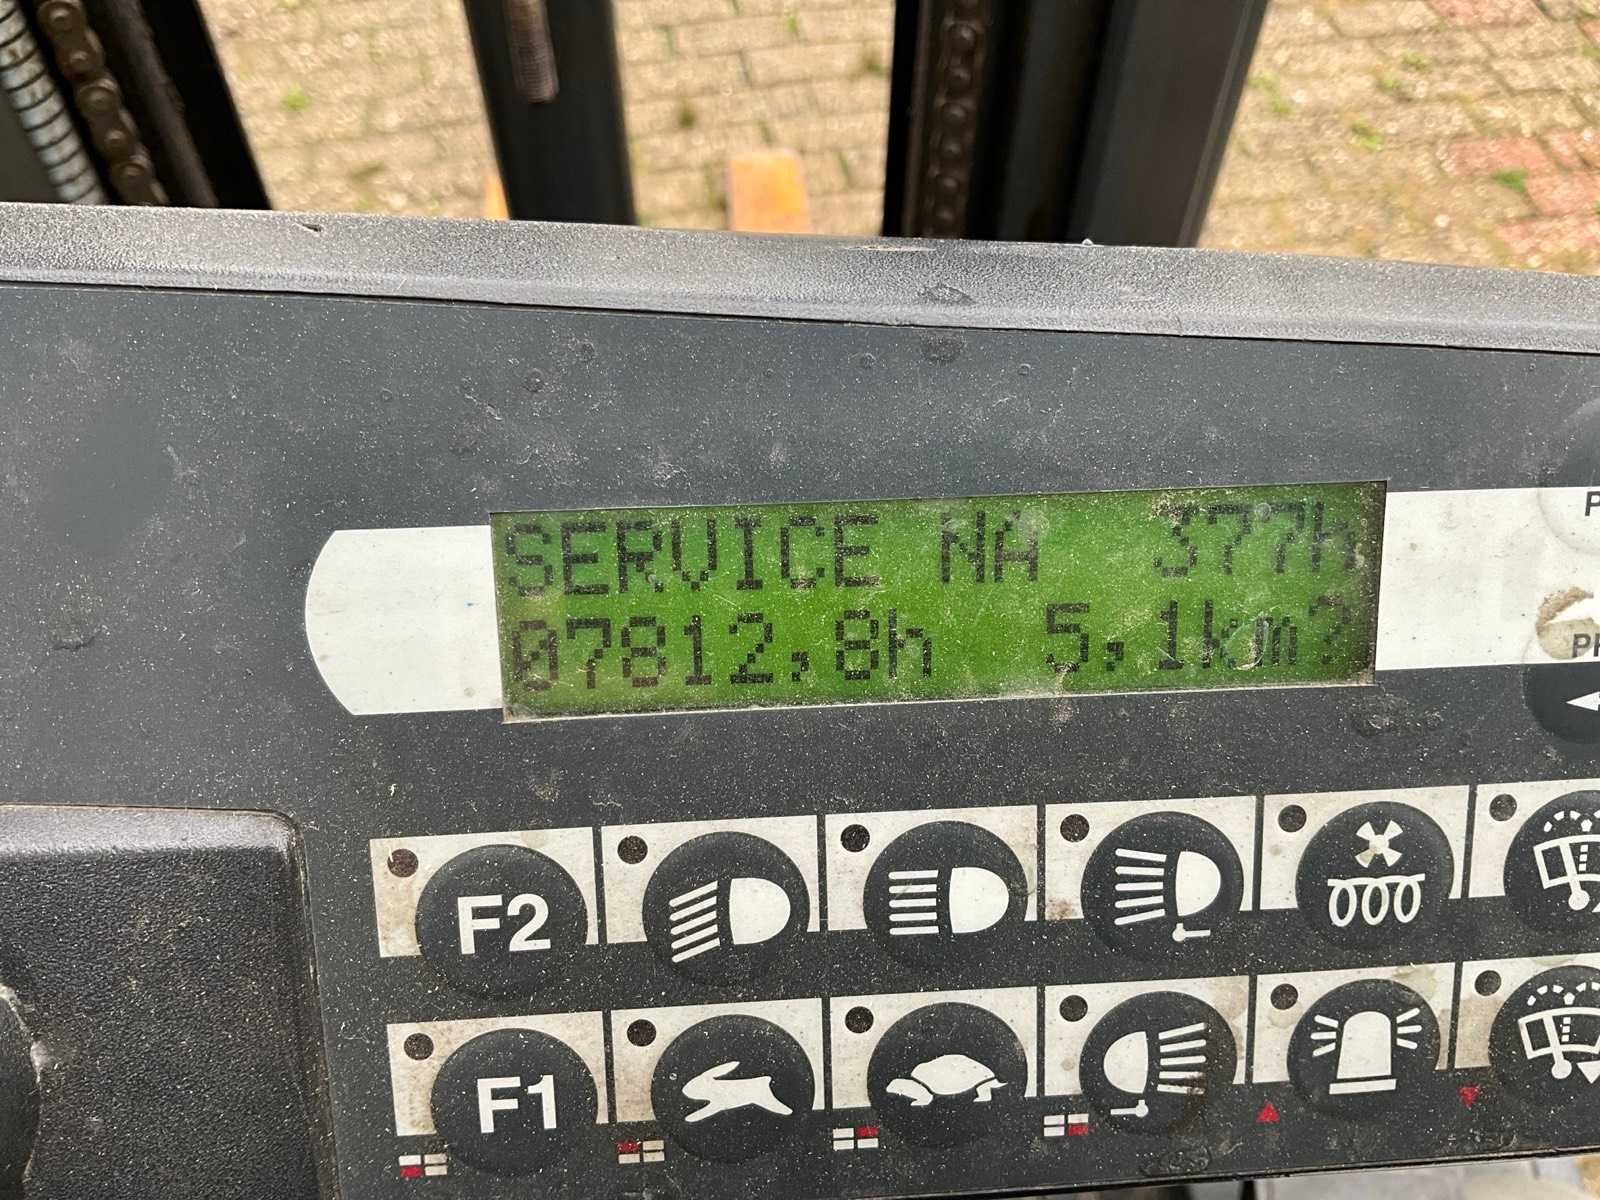 SERVICE NA 377h
07812,8h 5,1km?
F2
F1